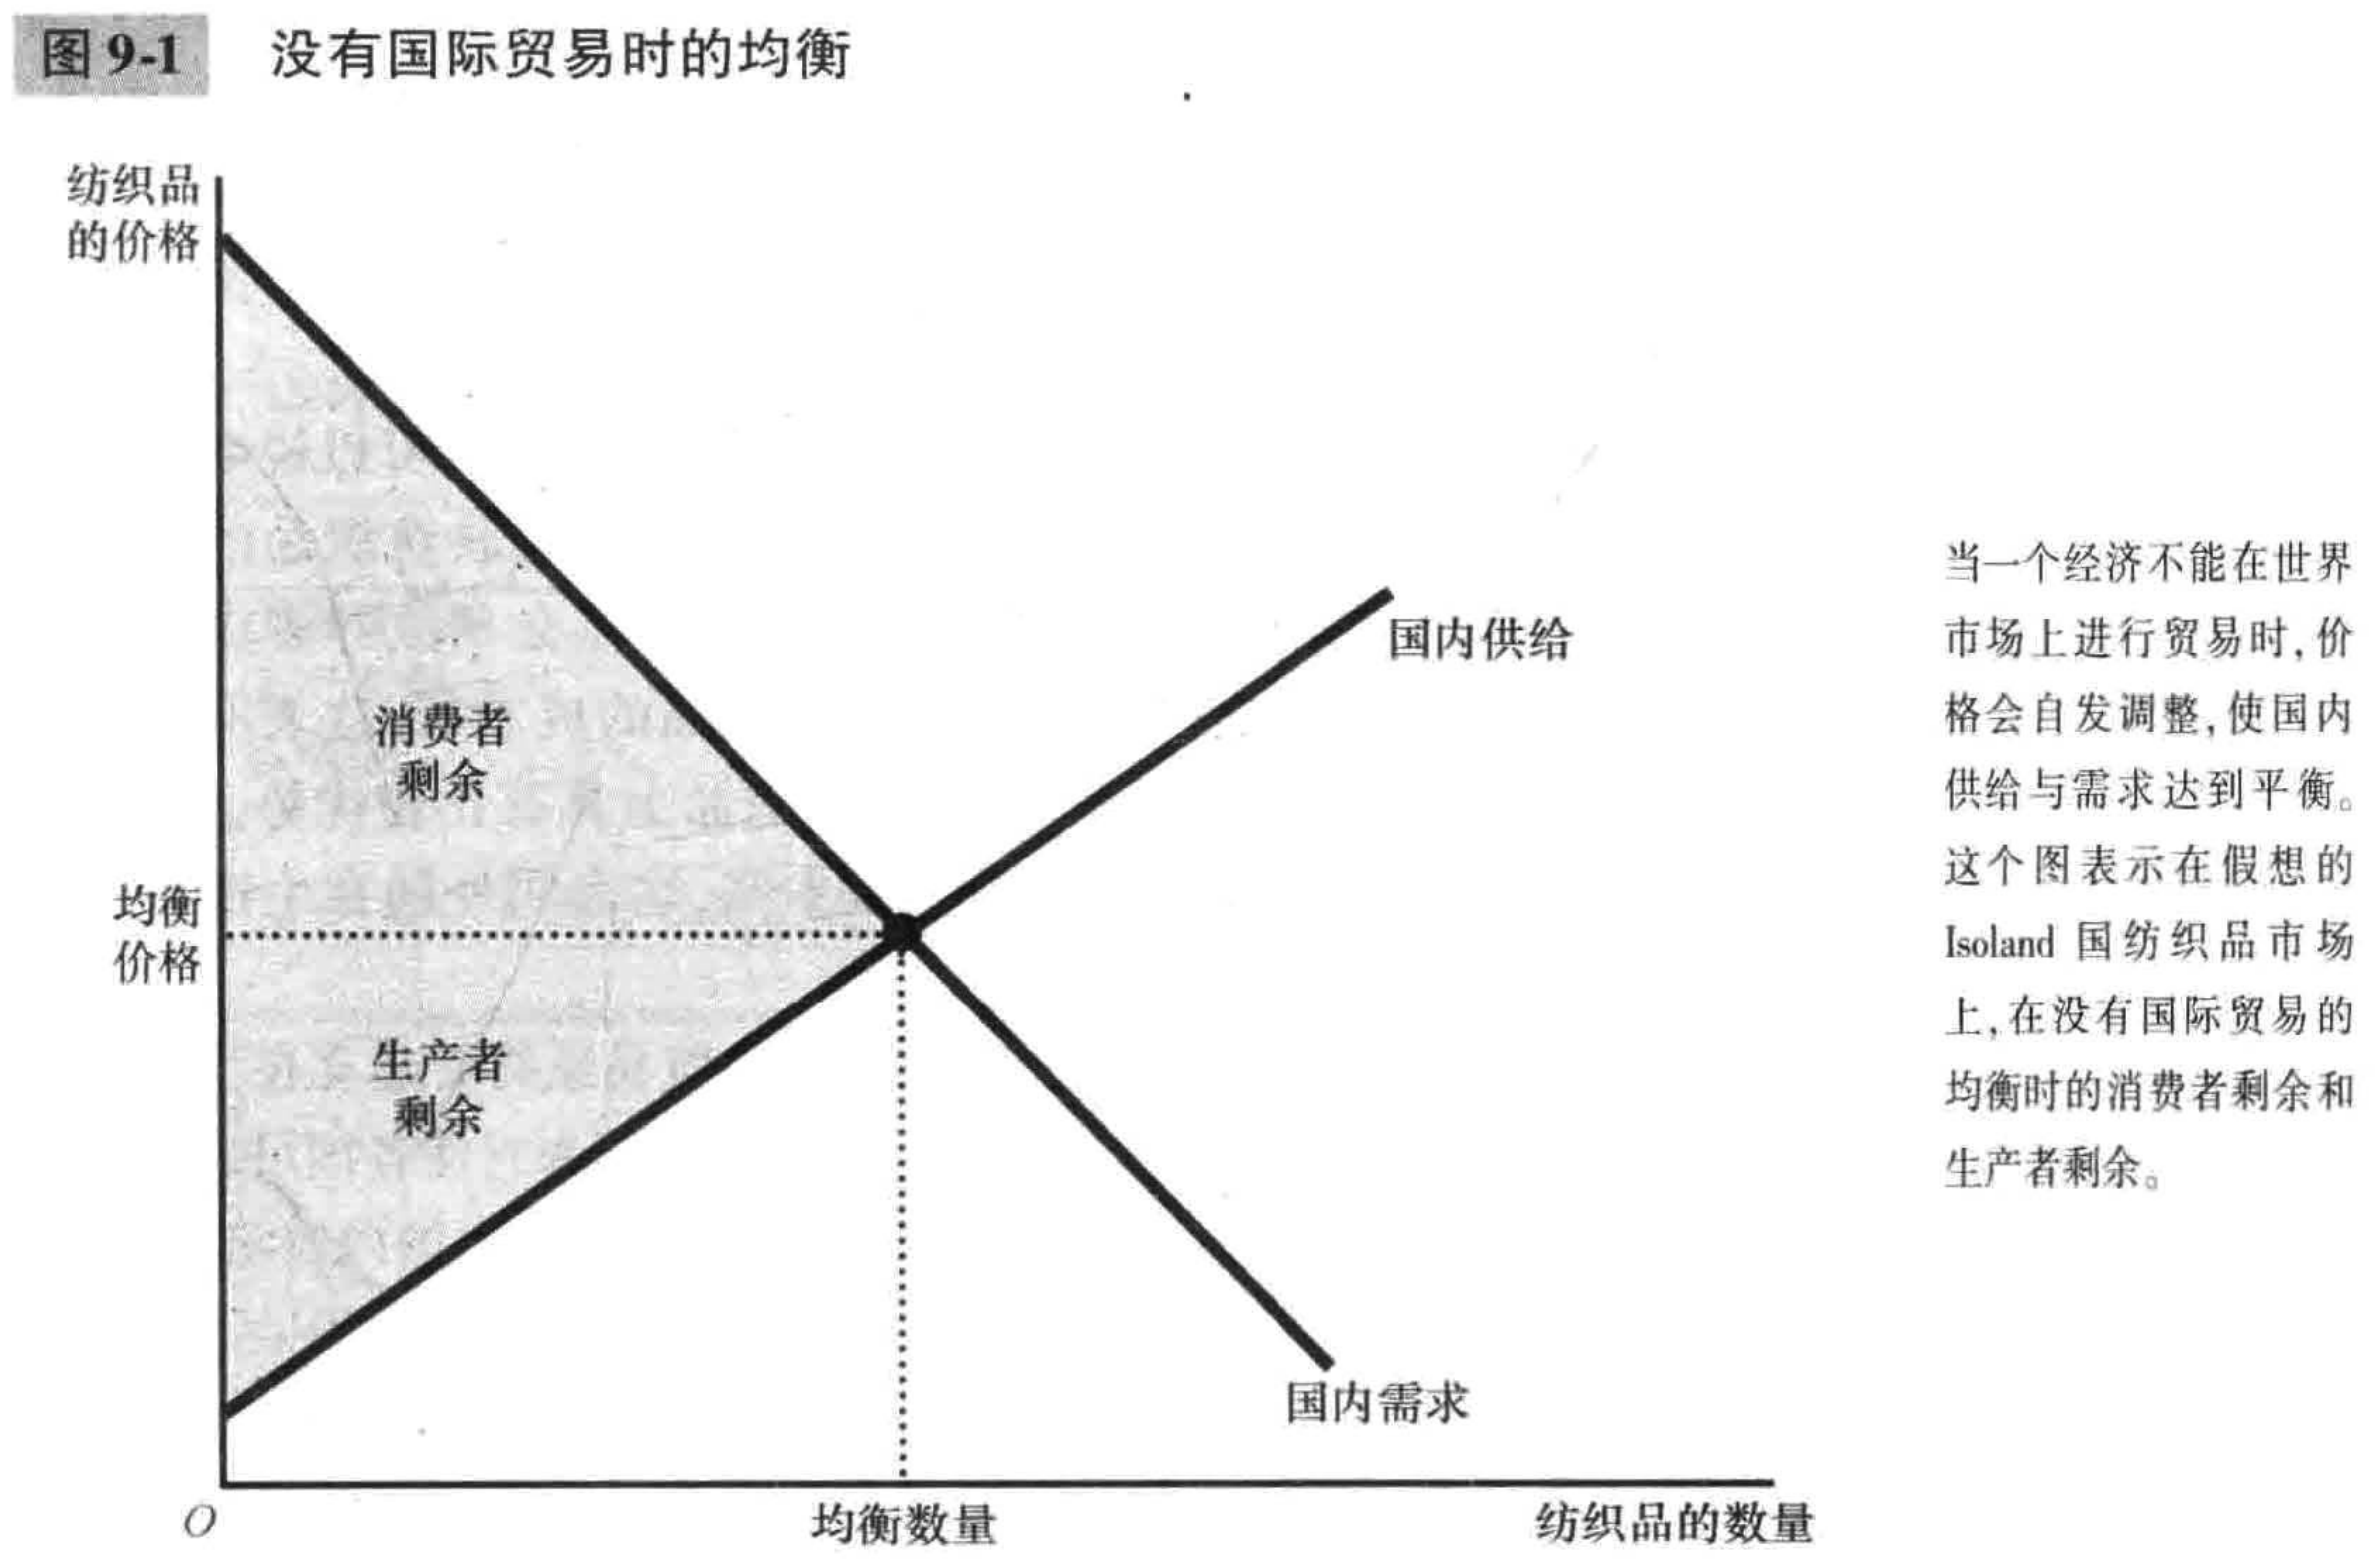 图 9-1 没有国际贸易时的均衡
纺织品
的价格
消费者
剩余
均衡
价格
生产者
剩余
国内供给
国内需求
O
均衡数量
纺织品的数量
当一个经济不能在世界
市场上进行贸易时,价
格会自发调整,使国内
供给与需求达到平衡。
这个图表示在假想的
Isoland 国纺织品市场
上,在没有国际贸易的
均衡时的消费者剩余和
生产者剩余。